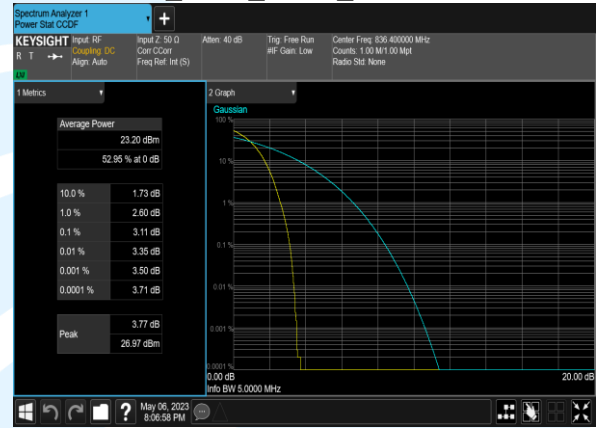 Spectrum Analyzer 1
Power Stat CCDF
+
KEYSIGHT
R T
LXI
Input: RF
Coupling: DC
Align: Auto
Input Z: 50 Ω
Corr CCorr
Freq Ref: Int (S)
Atten: 40 dB
Trig: Free Run
#IF Gain: Low
Center Freq: 836.400000 MHz
Counts: 1.00 M/1.00 Mpt
Radio Std: None
1 Metrics
Average Power
23.20 dBm
52.95 % at 0 dB
10.0 % 1.73 dB
1.0 % 2.60 dB
0.1 % 3.11 dB
0.01 % 3.35 dB
0.001 % 3.50 dB
0.0001 % 3.71 dB
Peak
3.77 dB
26.97 dBm
2 Graph
Gaussian
100 %
10 %
1 %
0.1 %
0.01 %
0.001 %
0.0001 %
0.00 dB 20.00 dB
Info BW 5.0000 MHz
?
May 06, 2023
8:06:58 PM